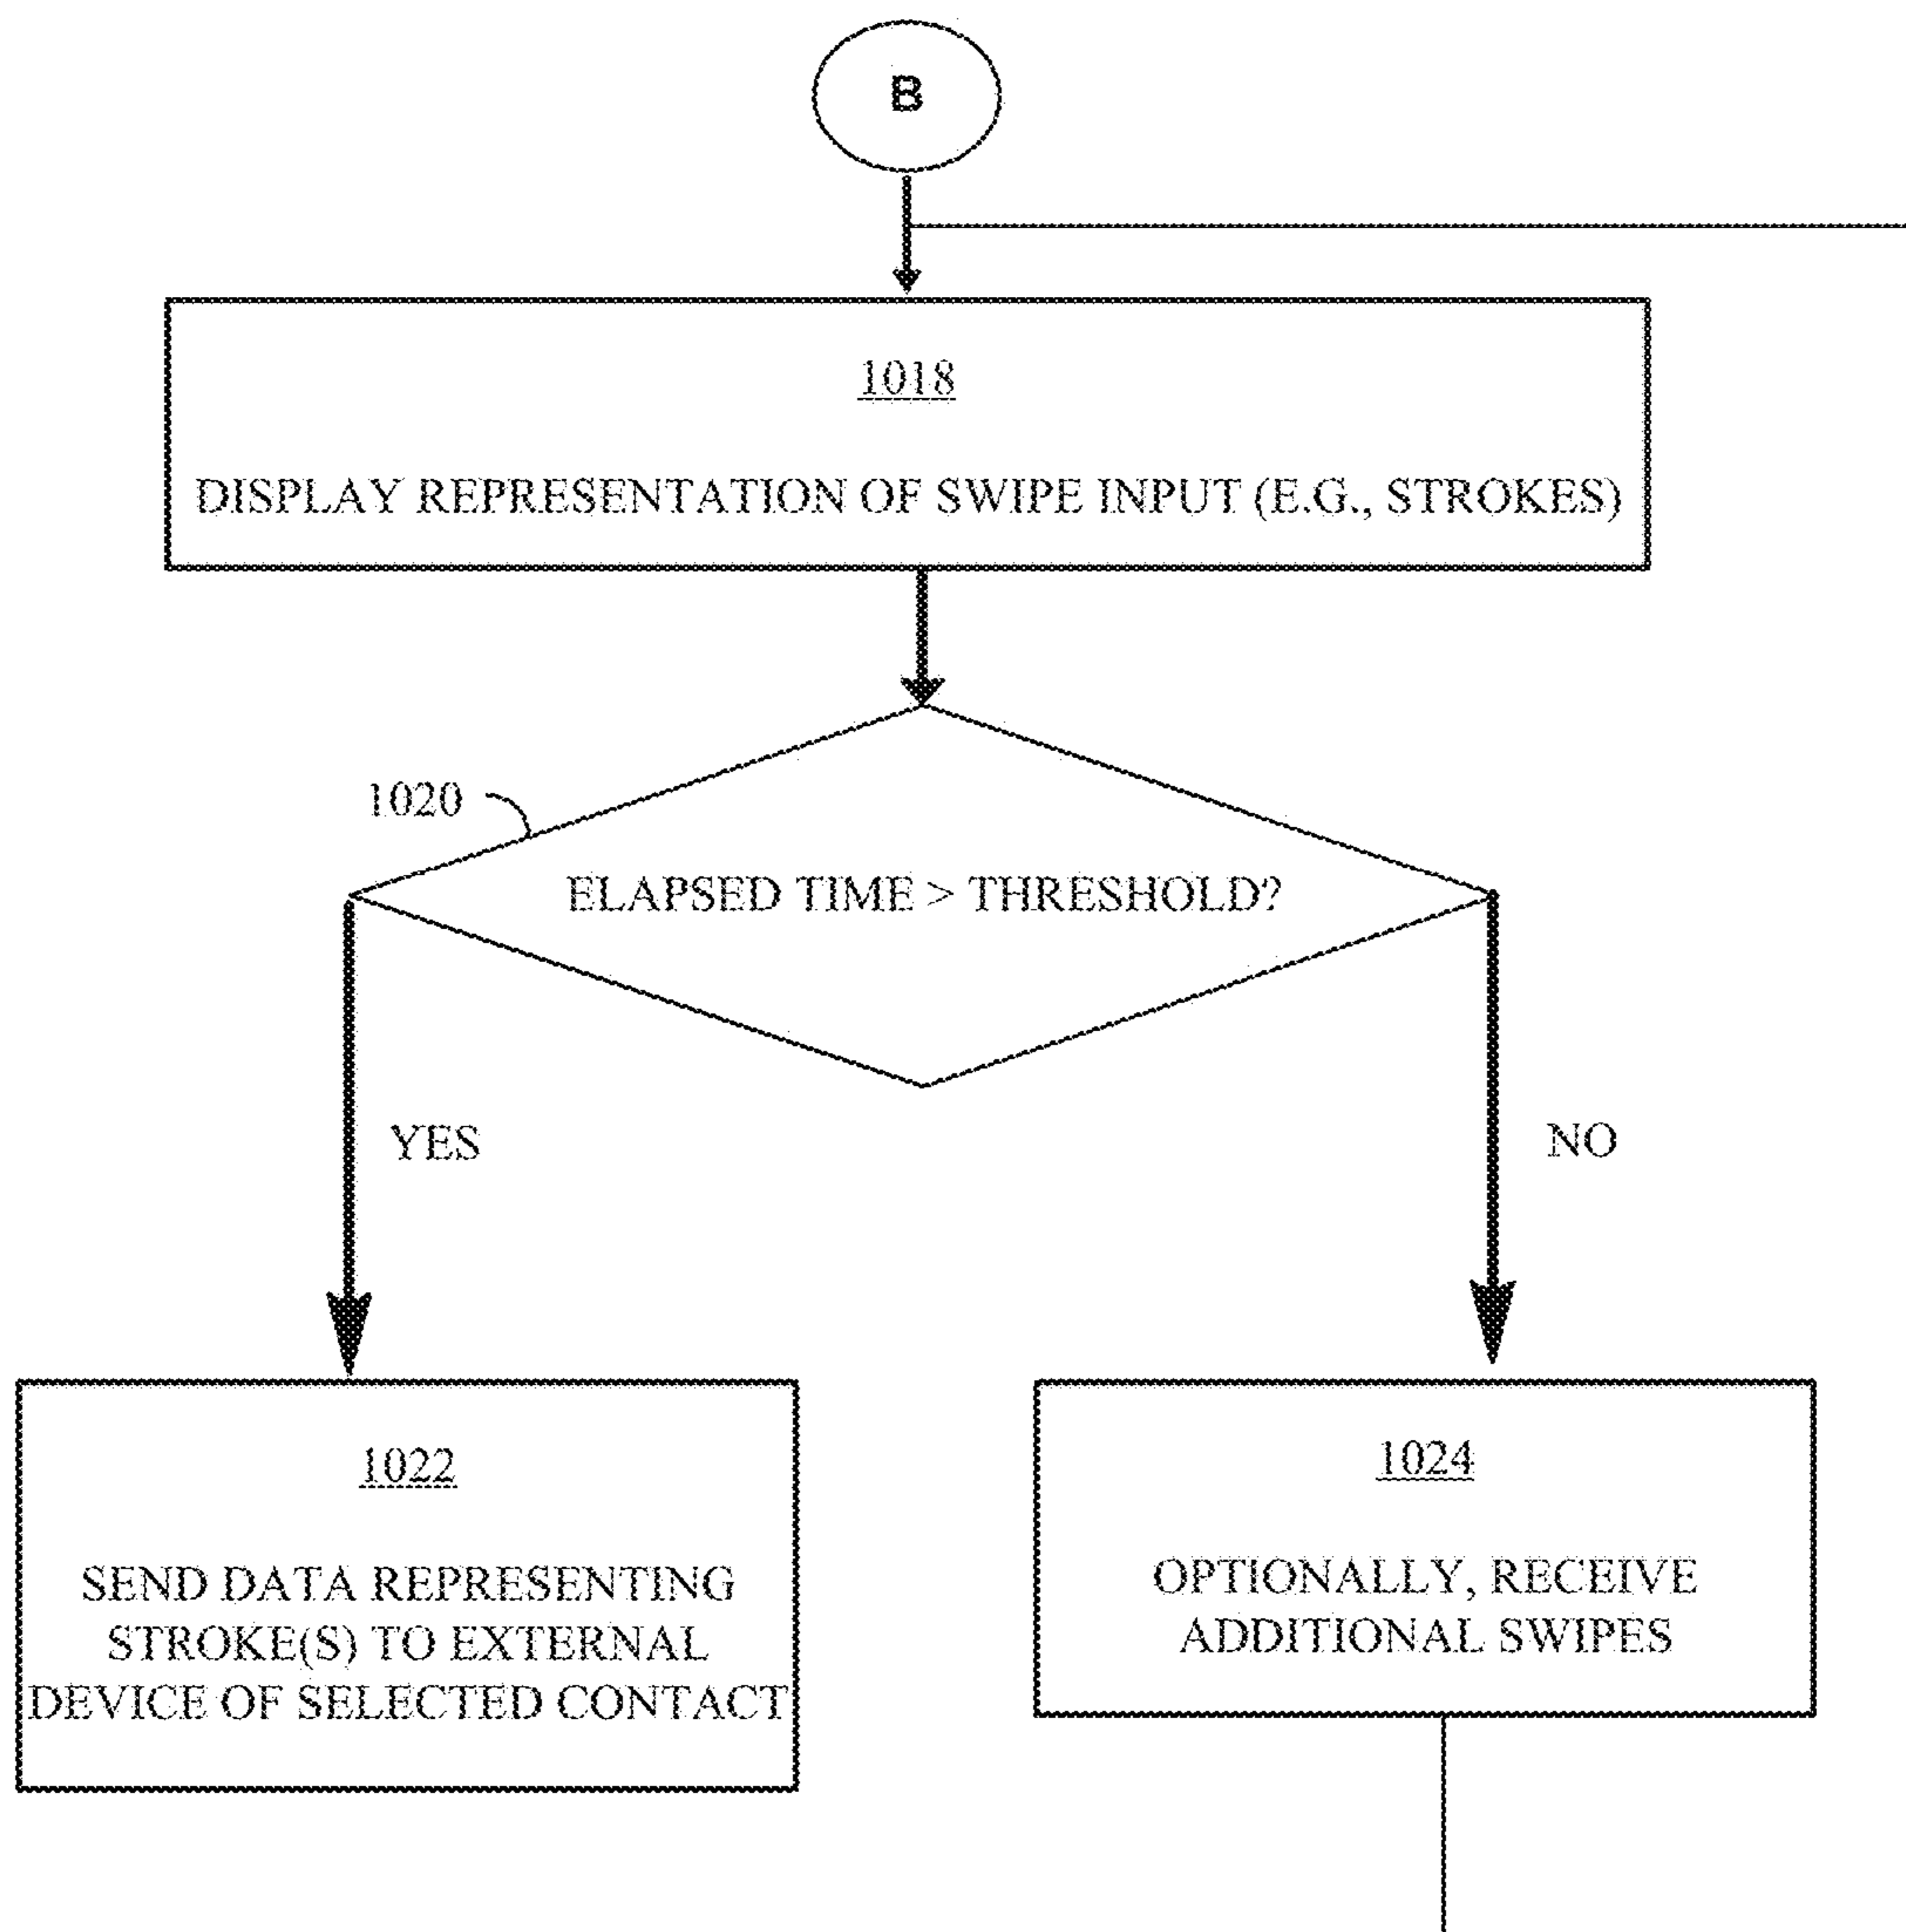 B
1018
DISPLAY REPRESENTATION OF SWIPE INPUT (E.G., STROKES)
1020
ELAPSED TIME > THRESHOLD?
YES
NO
1022
SEND DATA REPRESENTING
STROKE(S) TO EXTERNAL
DEVICE OF SELECTED CONTACT
1024
OPTIONALLY, RECEIVE
ADDITIONAL SWIPES